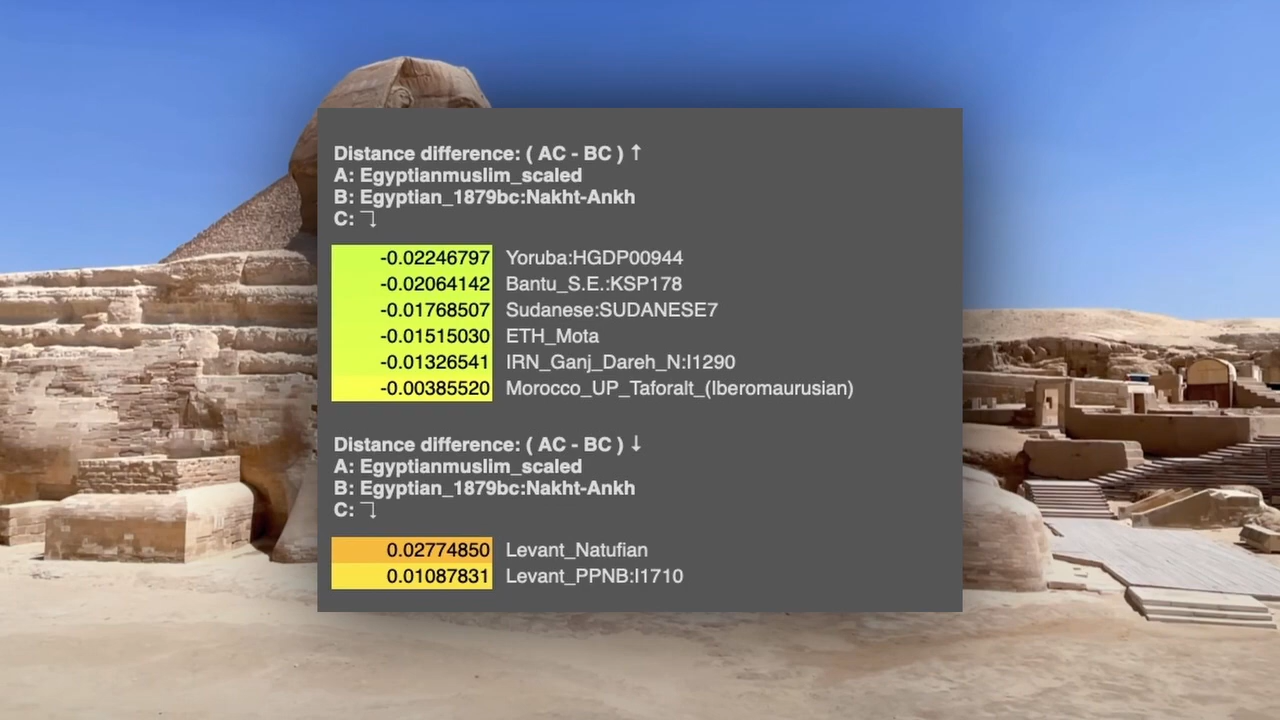 Distance difference: ( AC - BC ) ↑
A: Egyptianmuslim_scaled
B: Egyptian_1879bc:Nakht-Ankh
C: ⮧
-0.02246797 Yoruba:HGDP00944
-0.02064142 Bantu_S.E.:KSP178
-0.01768507 Sudanese:SUDANESE7
-0.01515030 ETH_Mota
-0.01326541 IRN_Ganj_Dareh_N:I1290
-0.00385520 Morocco_UP_Taforalt_(Iberomaurusian)
Distance difference: ( AC - BC ) ↓
A: Egyptianmuslim_scaled
B: Egyptian_1879bc:Nakht-Ankh
C: ⮧
0.02774850 Levant_Natufian
0.01087831 Levant_PPNB:I1710